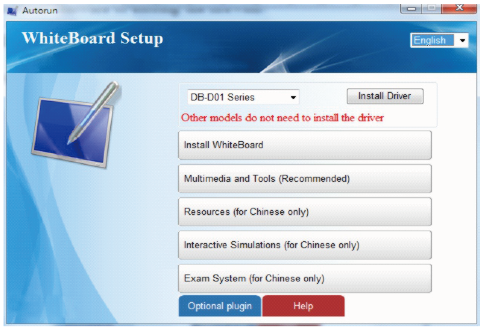 Autorun
WhiteBoard Setup
English
DB-D01 Series
Install Driver
Other models do not need to install the driver
Install WhiteBoard
Multimedia and Tools (Recommended)
Resources (for Chinese only)
Interactive Simulations (for Chinese only)
Exam System (for Chinese only)
Optional plugin
Help